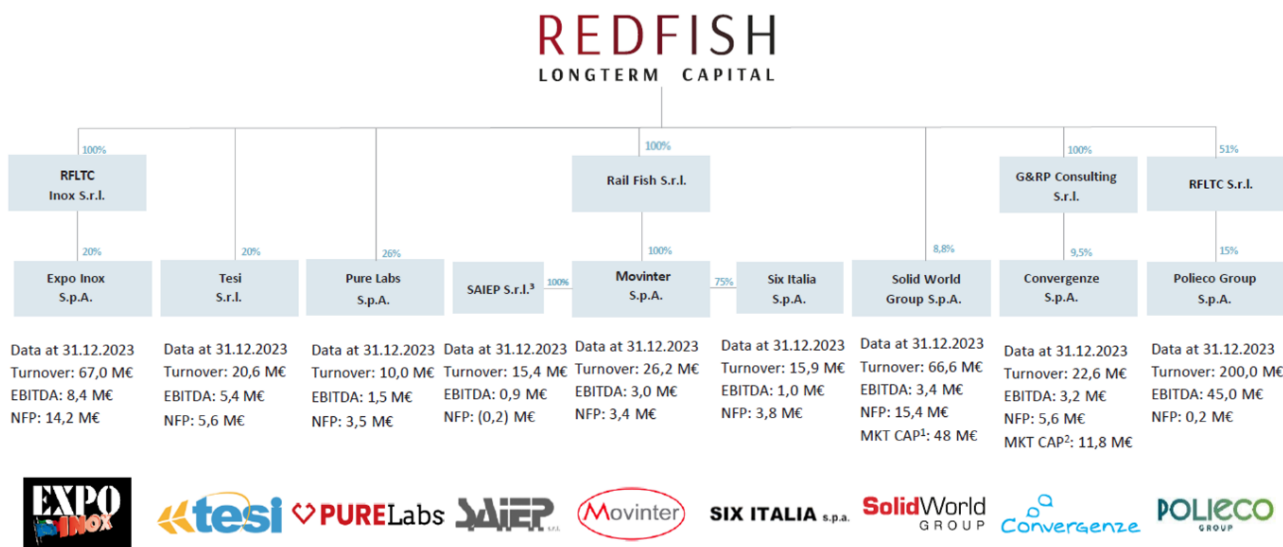 REDFISH
LONGTERM CAPITAL
100%
100%
100%
51%
RFLTC
Inox S.r.l.
Rail Fish S.r.l.
G&RP Consulting
S.r.l.
RFLTC S.r.l.
20%
20%
26%
100%
8,8%
9,5%
15%
Expo Inox
S.p.A.
Tesi
S.r.l.
Pure Labs
S.p.A.
SAIEP S.r.l.³
100%
Movinter
S.p.A.
75%
Six Italia
S.p.A.
Solid World
Group S.p.A.
Convergenze
S.p.A.
Polieco Group
S.p.A.
Data at 31.12.2023
Turnover: 67,0 M€
EBITDA: 8,4 M€
NFP: 14,2 M€
Data at 31.12.2023
Turnover: 20,6 M€
EBITDA: 5,4 M€
NFP: 5,6 M€
Data at 31.12.2023
Turnover: 10,0 M€
EBITDA: 1,5 M€
NFP: 3,5 M€
Data at 31.12.2023
Turnover: 15,4 M€
EBITDA: 0,9 M€
NFP: (0,2) M€
Data at 31.12.2023
Turnover: 26,2 M€
EBITDA: 3,0 M€
NFP: 3,4 M€
Data at 31.12.2023
Turnover: 15,9 M€
EBITDA: 1,0 M€
NFP: 3,8 M€
Data at 31.12.2023
Turnover: 66,6 M€
EBITDA: 3,4 M€
NFP: 15,4 M€
MKT CAP¹: 48 M€
Data at 31.12.2023
Turnover: 22,6 M€
EBITDA: 3,2 M€
NFP: 5,6 M€
MKT CAP²: 11,8 M€
Data at 31.12.2023
Turnover: 200,0 M€
EBITDA: 45,0 M€
NFP: 0,2 M€
EXPO
INOX
tesi
PURELabs
SAIEP s.r.l.
Movinter
SIX ITALIA s.p.a.
SolidWorld
GROUP
Convergenze
POLIECO
GROUP